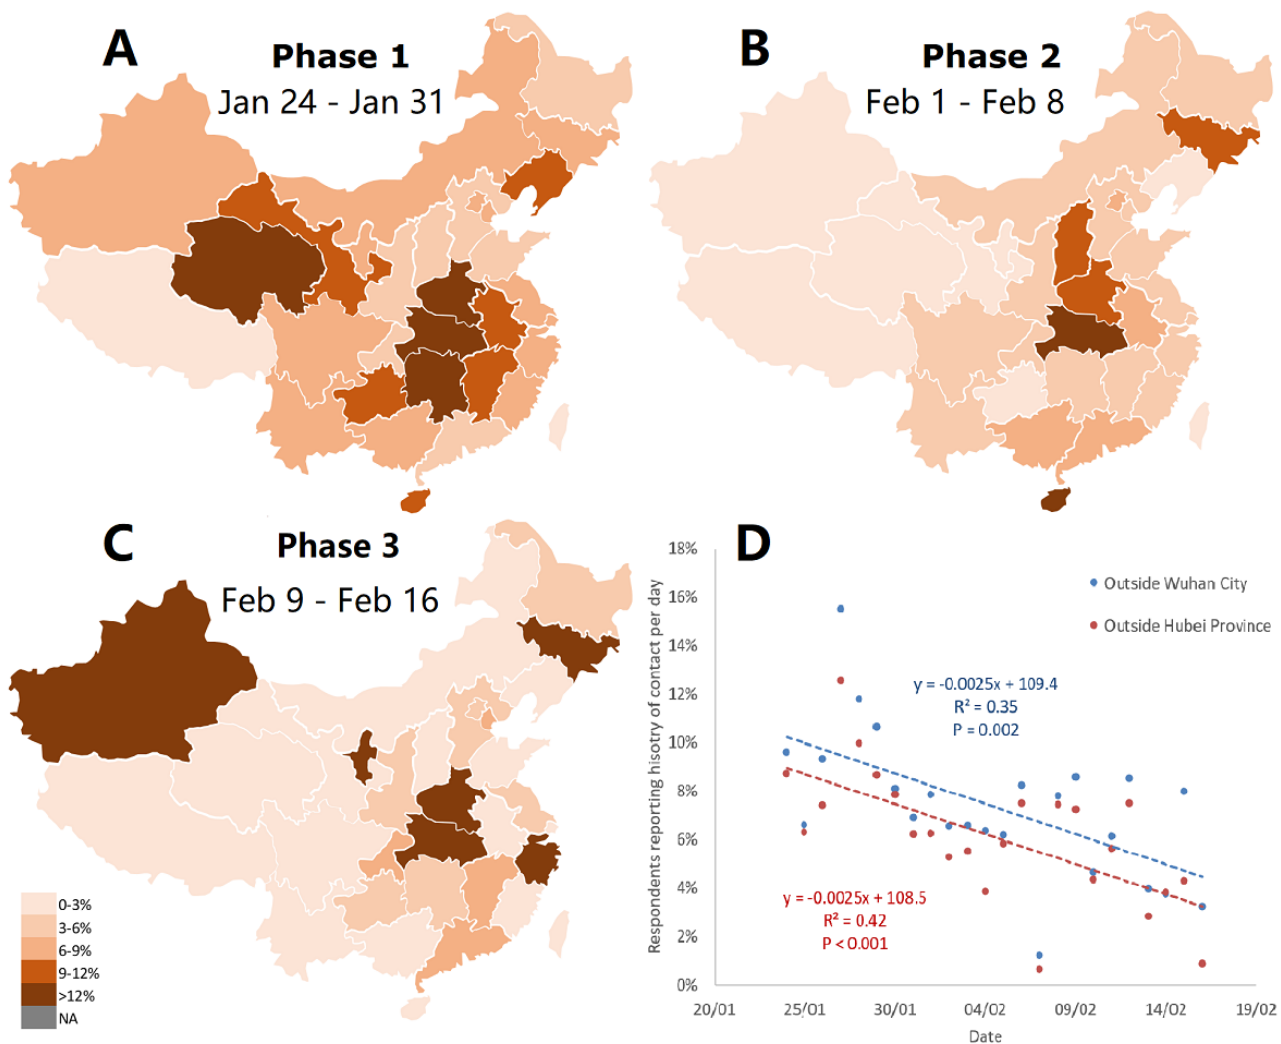 A
Phase 1
Jan 24 - Jan 31
B
Phase 2
Feb 1 - Feb 8
C
Phase 3
Feb 9 - Feb 16
0-3%
3-6%
6-9%
9-12%
>12%
NA
D
Respondents reporting hisotry of contact per day
18%
16%
14%
12%
10%
8%
6%
4%
2%
0%
Outside Wuhan City
Outside Hubei Province
y = -0.0025x + 109.4
R² = 0.35
P = 0.002
y = -0.0025x + 108.5
R² = 0.42
P < 0.001
20/01 25/01 30/01 04/02 09/02 14/02 19/02
Date